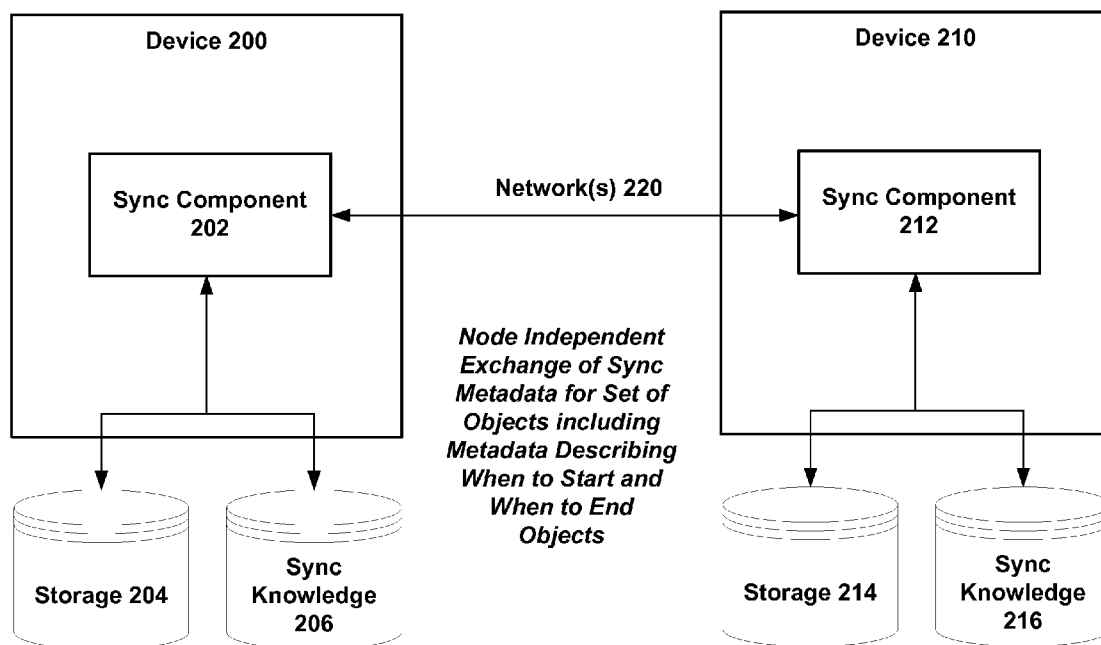 Device 200
Device 210
Sync Component
202
Network(s) 220
Sync Component
212
Node Independent
Exchange of Sync
Metadata for Set of
Objects including
Metadata Describing
When to Start and
When to End
Objects
Storage 204
Sync
Knowledge
206
Storage 214
Sync
Knowledge
216